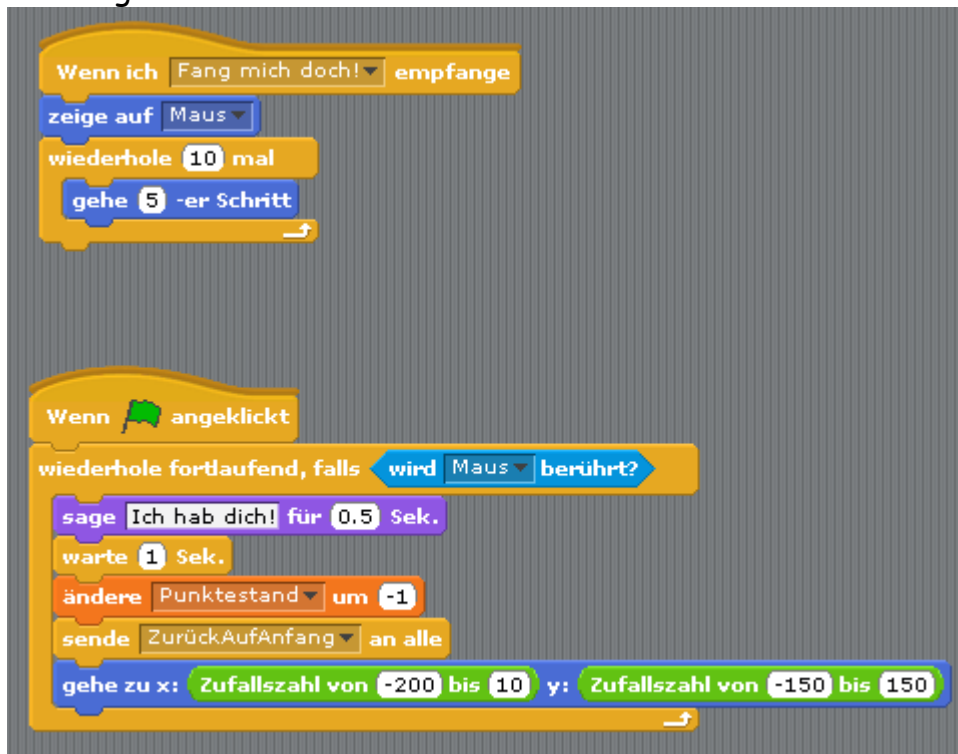 Wenn ich Fang mich doch! empfange
zeige auf Maus
wiederhole 10 mal
gehe 5 -er Schritt
Wenn angeklickt
wiederhole fortlaufend, falls wird Maus berührt?
sage Ich hab dich! für 0.5 Sek.
warte 1 Sek.
ändere Punktestand um -1
sende ZurückAufAnfang an alle
gehe zu x: Zufallszahl von -200 bis 10 y: Zufallszahl von -150 bis 150